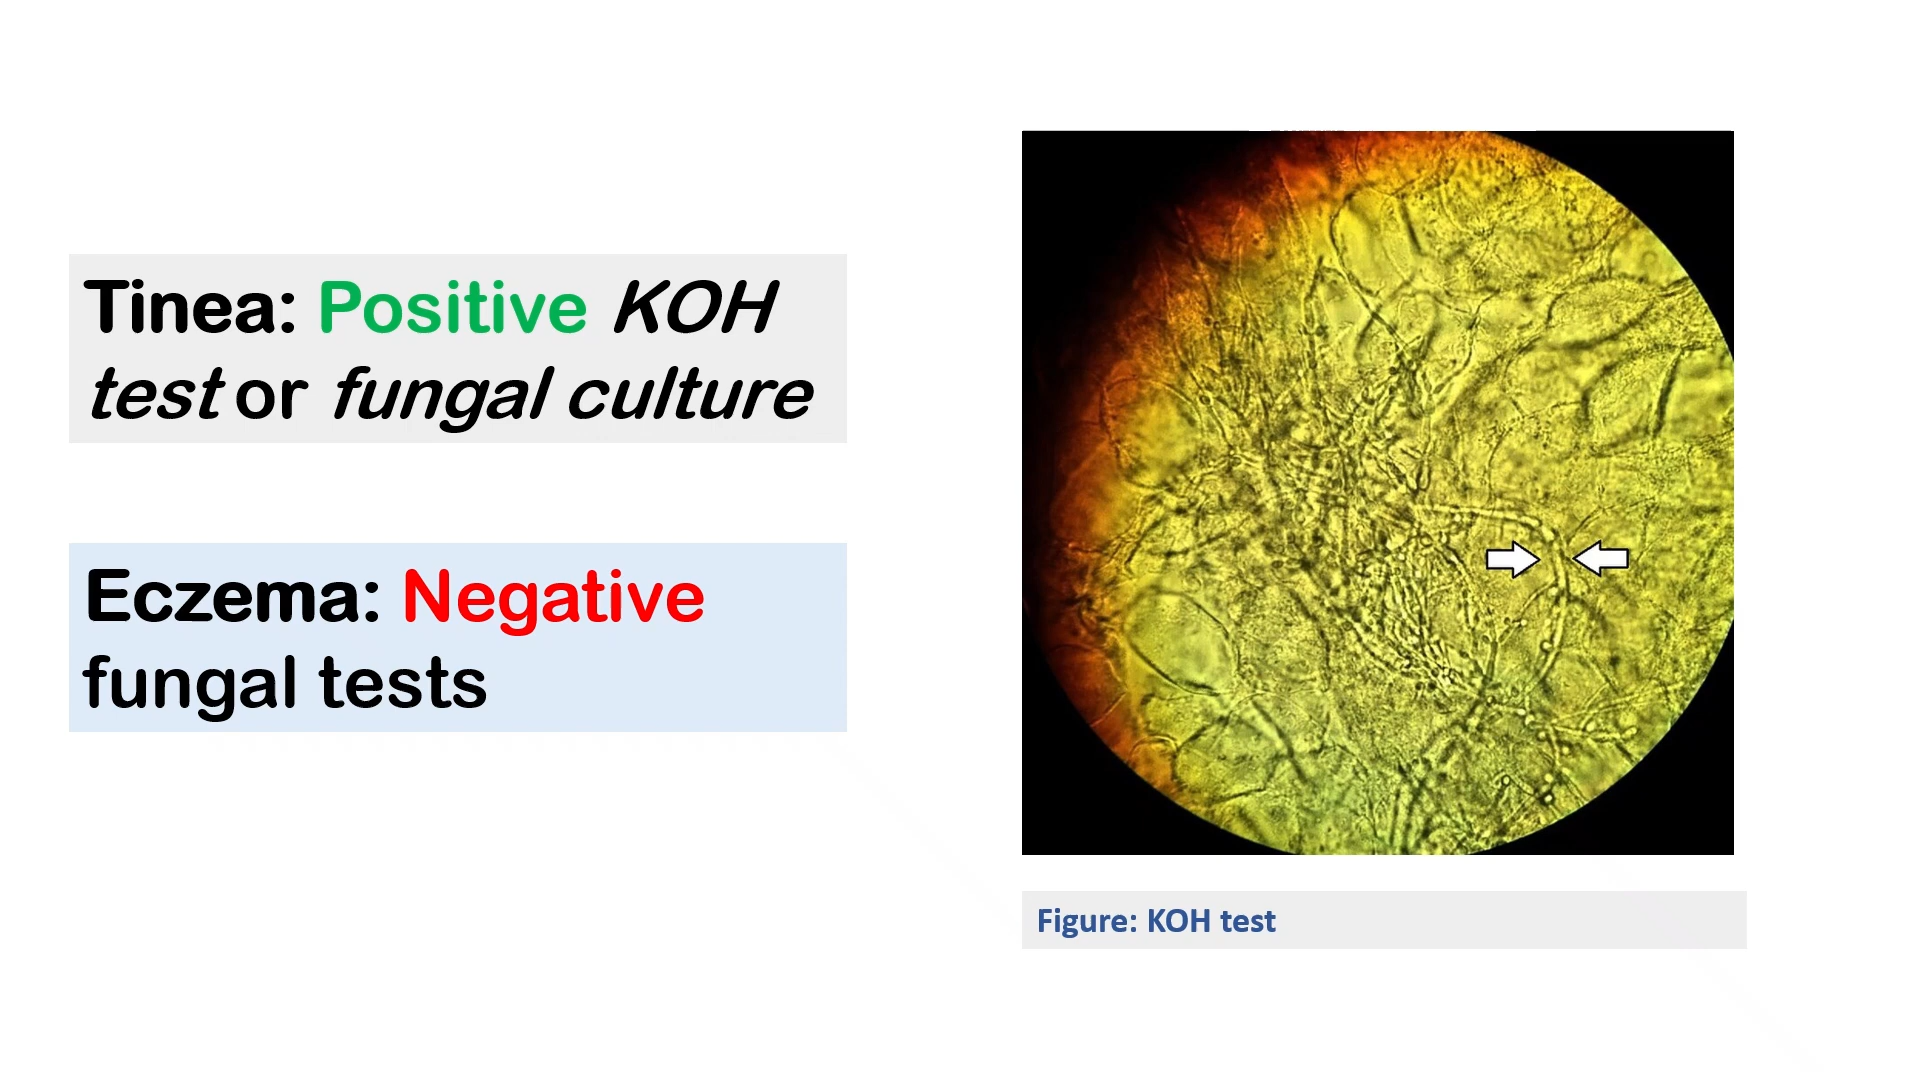 Tinea: Positive KOH
test or fungal culture
Eczema: Negative
fungal tests
Figure: KOH test